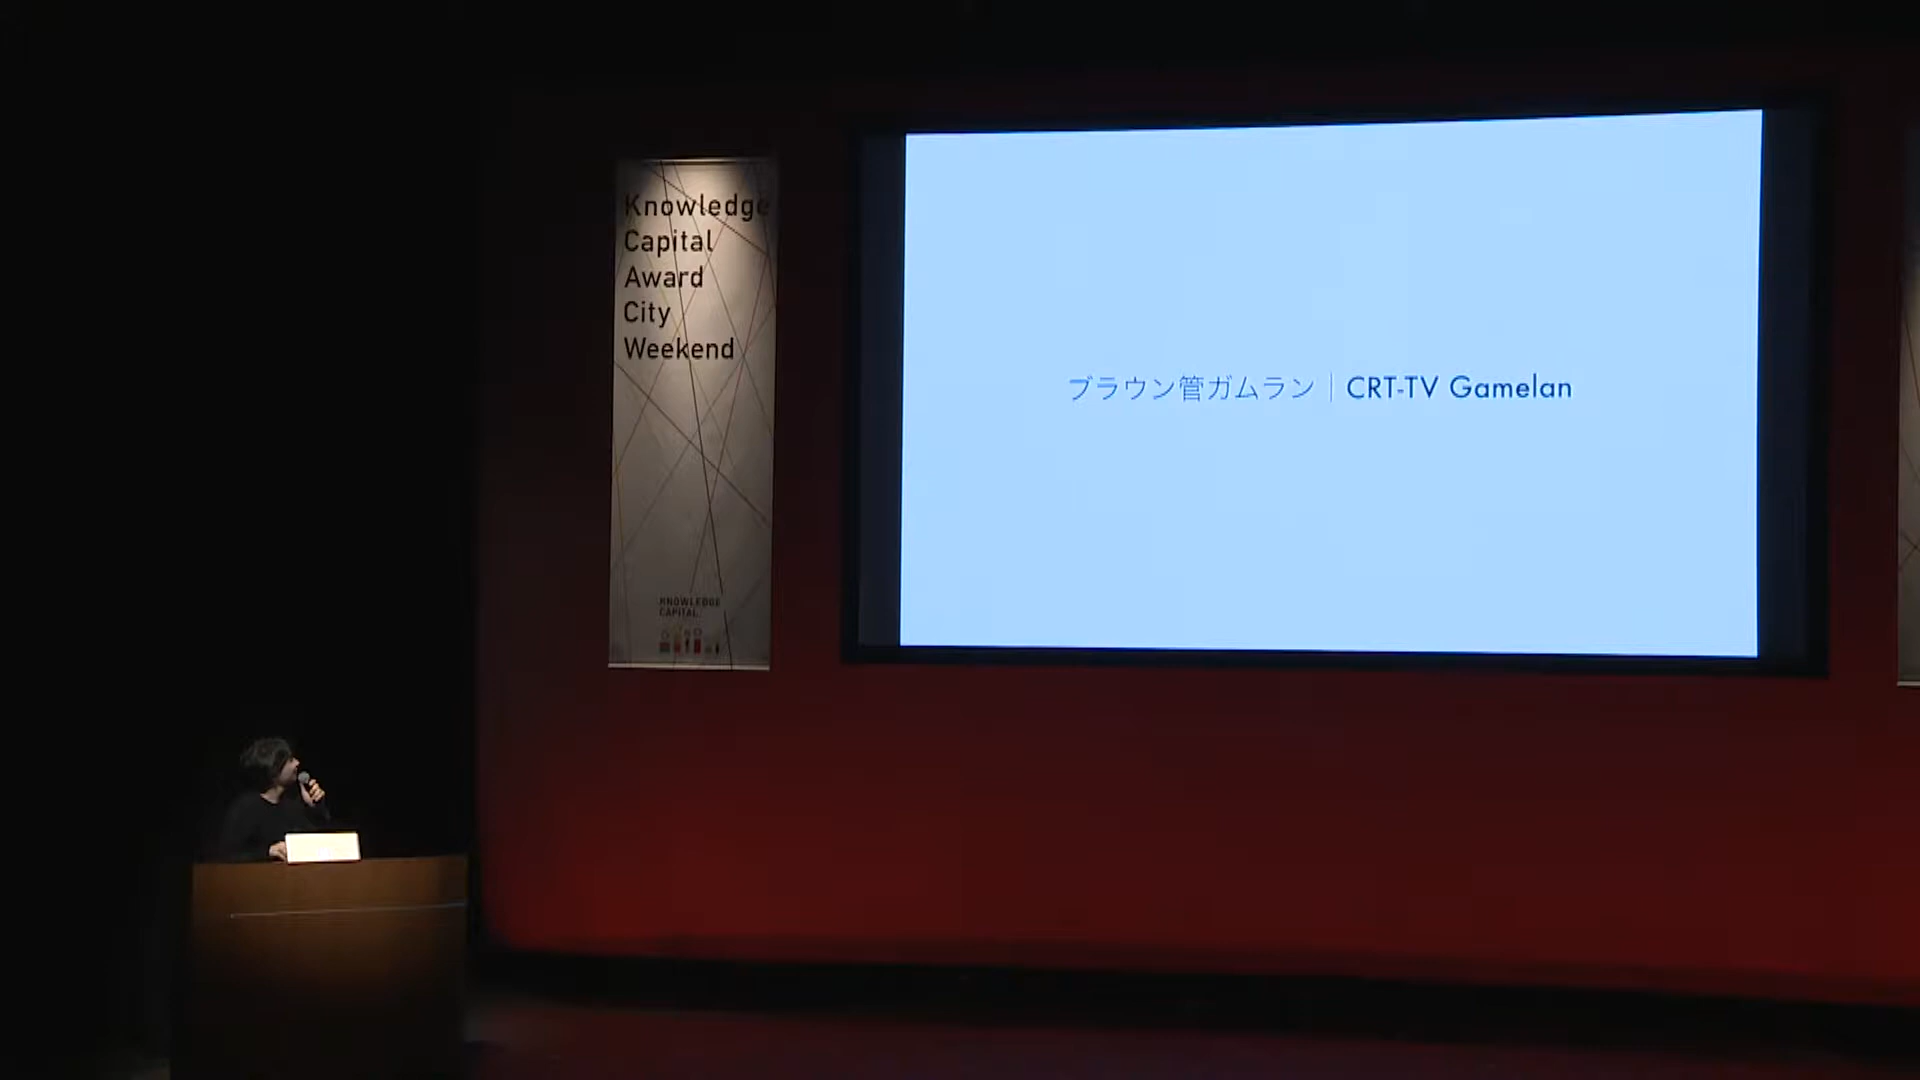 Knowledge
Capital
Award
City
Weekend
KNOWLEDGE
CAPITAL
ブラウン管ガムラン｜CRT-TV Gamelan